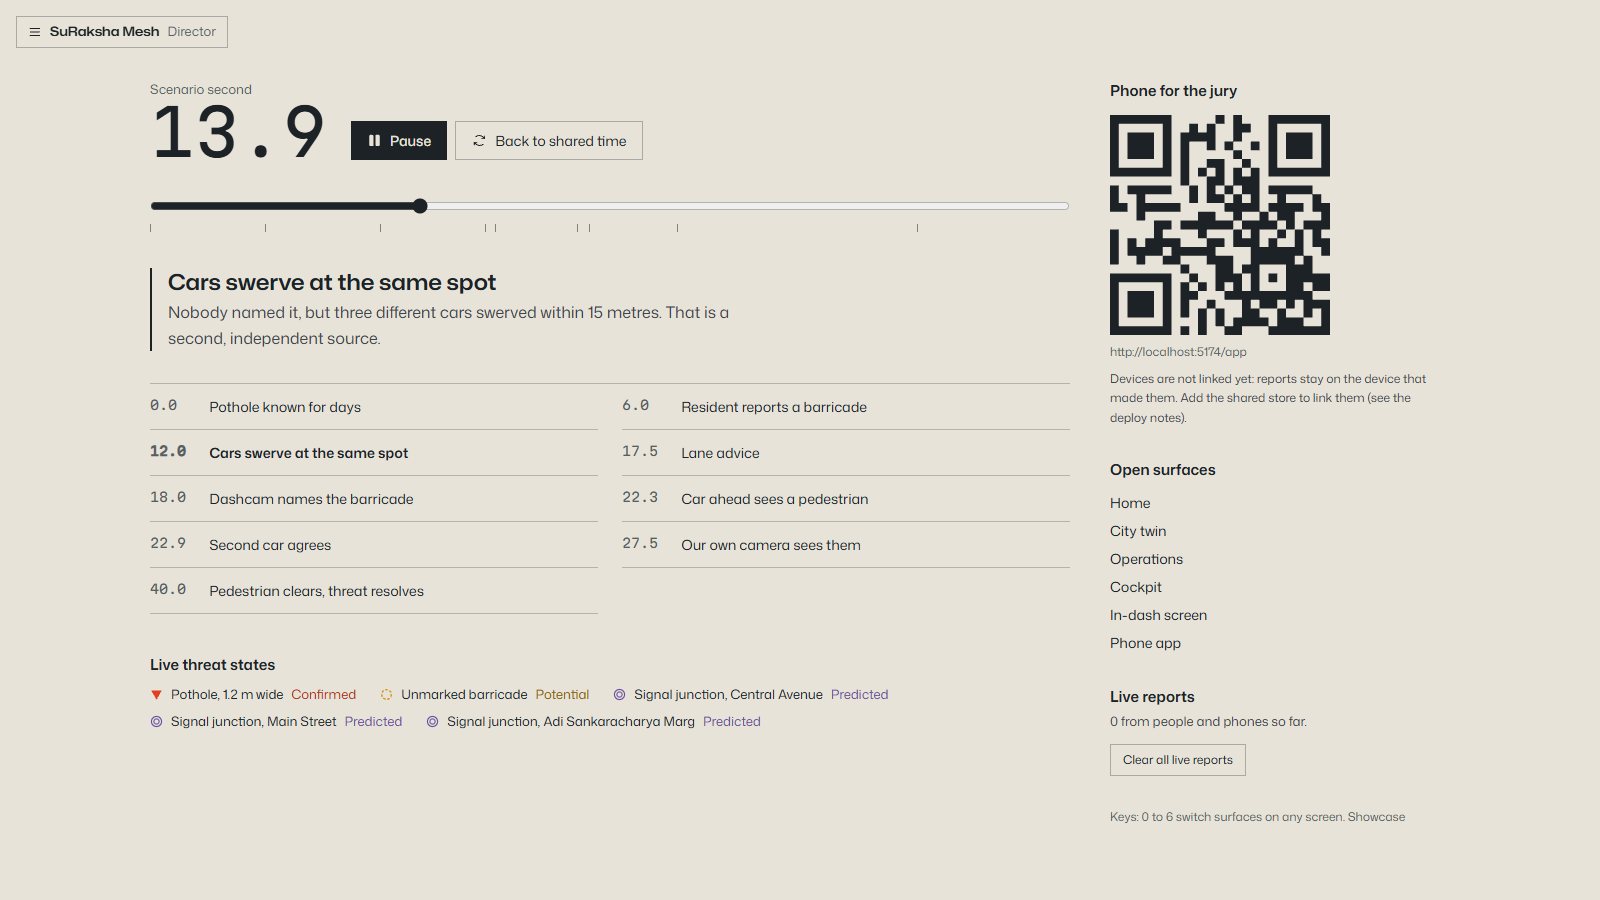 SuRaksha Mesh Director
Scenario second
13.9
Pause
Back to shared time
Cars swerve at the same spot
Nobody named it, but three different cars swerved within 15 metres. That is a
second, independent source.
0.0 Pothole known for days
6.0 Resident reports a barricade
12.0 Cars swerve at the same spot
17.5 Lane advice
18.0 Dashcam names the barricade
22.3 Car ahead sees a pedestrian
22.9 Second car agrees
27.5 Our own camera sees them
40.0 Pedestrian clears, threat resolves
Live threat states
Pothole, 1.2 m wide Confirmed Unmarked barricade Potential Signal junction, Central Avenue Predicted
Signal junction, Main Street Predicted Signal junction, Adi Sankaracharya Marg Predicted
Phone for the jury
http://localhost:5174/app
Devices are not linked yet: reports stay on the device that
made them. Add the shared store to link them (see the
deploy notes).
Open surfaces
Home
City twin
Operations
Cockpit
In-dash screen
Phone app
Live reports
0 from people and phones so far.
Clear all live reports
Keys: 0 to 6 switch surfaces on any screen. Showcase